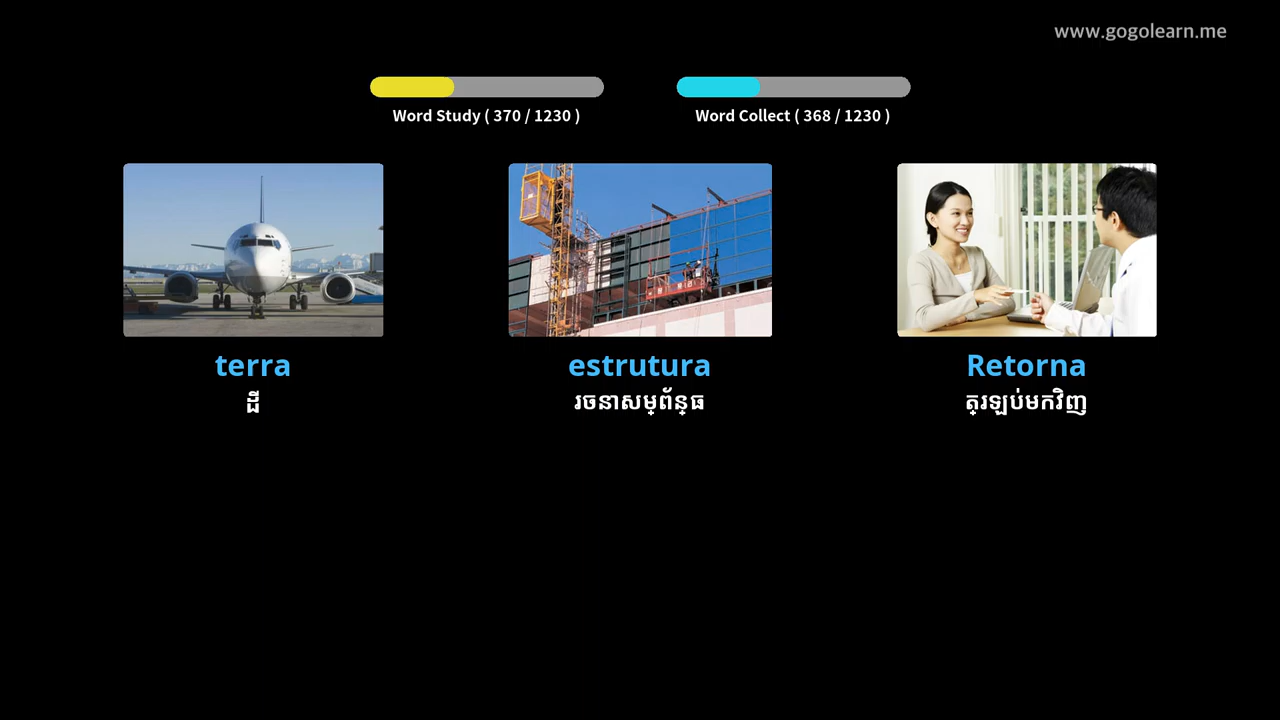 www.gogolearn.me
Word Study ( 370 / 1230 )
Word Collect ( 368 / 1230 )
terra
estrutura
Retorna
ដី
រចនាសម្ព័ន្ធ
ត្រឡប់មកវិញ